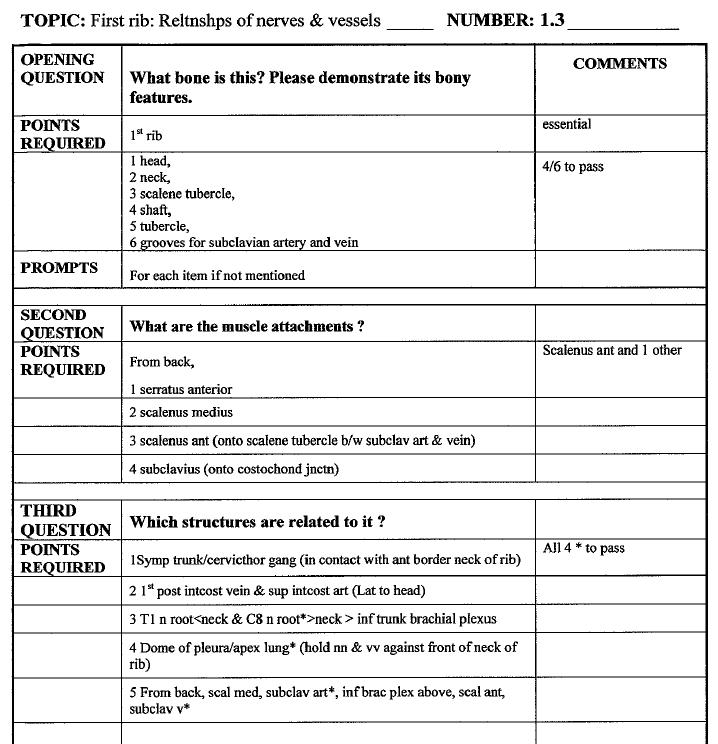 TOPIC: First rib: Reltnshps of nerves & vessels _____ NUMBER: 1.3____________
OPENING QUESTION
What bone is this? Please demonstrate its bony features.
COMMENTS
POINTS REQUIRED
1st rib
essential
1 head,
2 neck,
3 scalene tubercle,
4 shaft,
5 tubercle,
6 grooves for subclavian artery and vein
4/6 to pass
PROMPTS
For each item if not mentioned
SECOND QUESTION
What are the muscle attachments ?
POINTS REQUIRED
From back,
1 serratus anterior
Scalenus ant and 1 other
2 scalenus medius
3 scalenus ant (onto scalene tubercle b/w subclav art & vein)
4 subclavius (onto costochond jnctn)
THIRD QUESTION
Which structures are related to it ?
POINTS REQUIRED
1Symp trunk/cervicthor gang (in contact with ant border neck of rib)
All 4 * to pass
2 1st post intcost vein & sup intcost art (Lat to head)
3 T1 n root<neck & C8 n root*>neck > inf trunk brachial plexus
4 Dome of pleura/apex lung* (hold nn & vv against front of neck of rib)
5 From back, scal med, subclav art*, inf brac plex above, scal ant, subclav v*